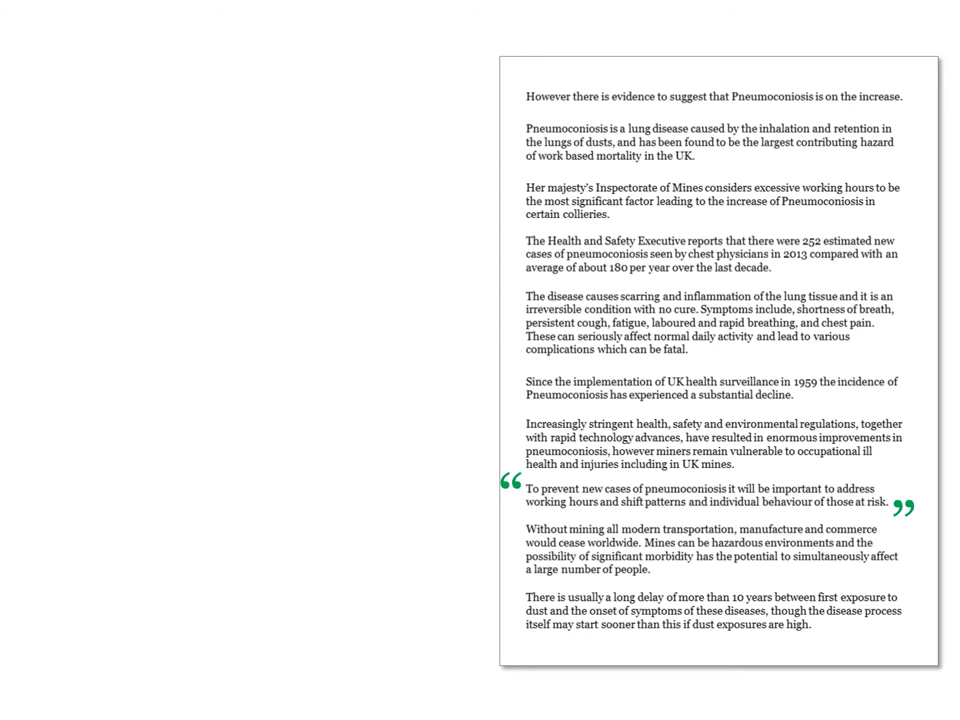 However there is evidence to suggest that Pneumoconiosis is on the increase.
Pneumoconiosis is a lung disease caused by the inhalation and retention in
the lungs of dusts, and has been found to be the largest contributing hazard
of work based mortality in the UK.
Her majesty's Inspectorate of Mines considers excessive working hours to be
the most significant factor leading to the increase of Pneumoconiosis in
certain collieries.
The Health and Safety Executive reports that there were 252 estimated new
cases of pneumoconiosis seen by chest physicians in 2013 compared with an
average of about 180 per year over the last decade.
The disease causes scarring and inflammation of the lung tissue and it is an
irreversible condition with no cure. Symptoms include, shortness of breath,
persistent cough, fatigue, laboured and rapid breathing, and chest pain.
These can seriously affect normal daily activity and lead to various
complications which can be fatal.
Since the implementation of UK health surveillance in 1959 the incidence of
Pneumoconiosis has experienced a substantial decline.
Increasingly stringent health, safety and environmental regulations, together
with rapid technology advances, have resulted in enormous improvements in
pneumoconiosis, however miners remain vulnerable to occupational ill
health and injuries including in UK mines.
“ To prevent new cases of pneumoconiosis it will be important to address
working hours and shift patterns and individual behaviour of those at risk. ”
Without mining all modern transportation, manufacture and commerce
would cease worldwide. Mines can be hazardous environments and the
possibility of significant morbidity has the potential to simultaneously affect
a large number of people.
There is usually a long delay of more than 10 years between first exposure to
dust and the onset of symptoms of these diseases, though the disease process
itself may start sooner than this if dust exposures are high.